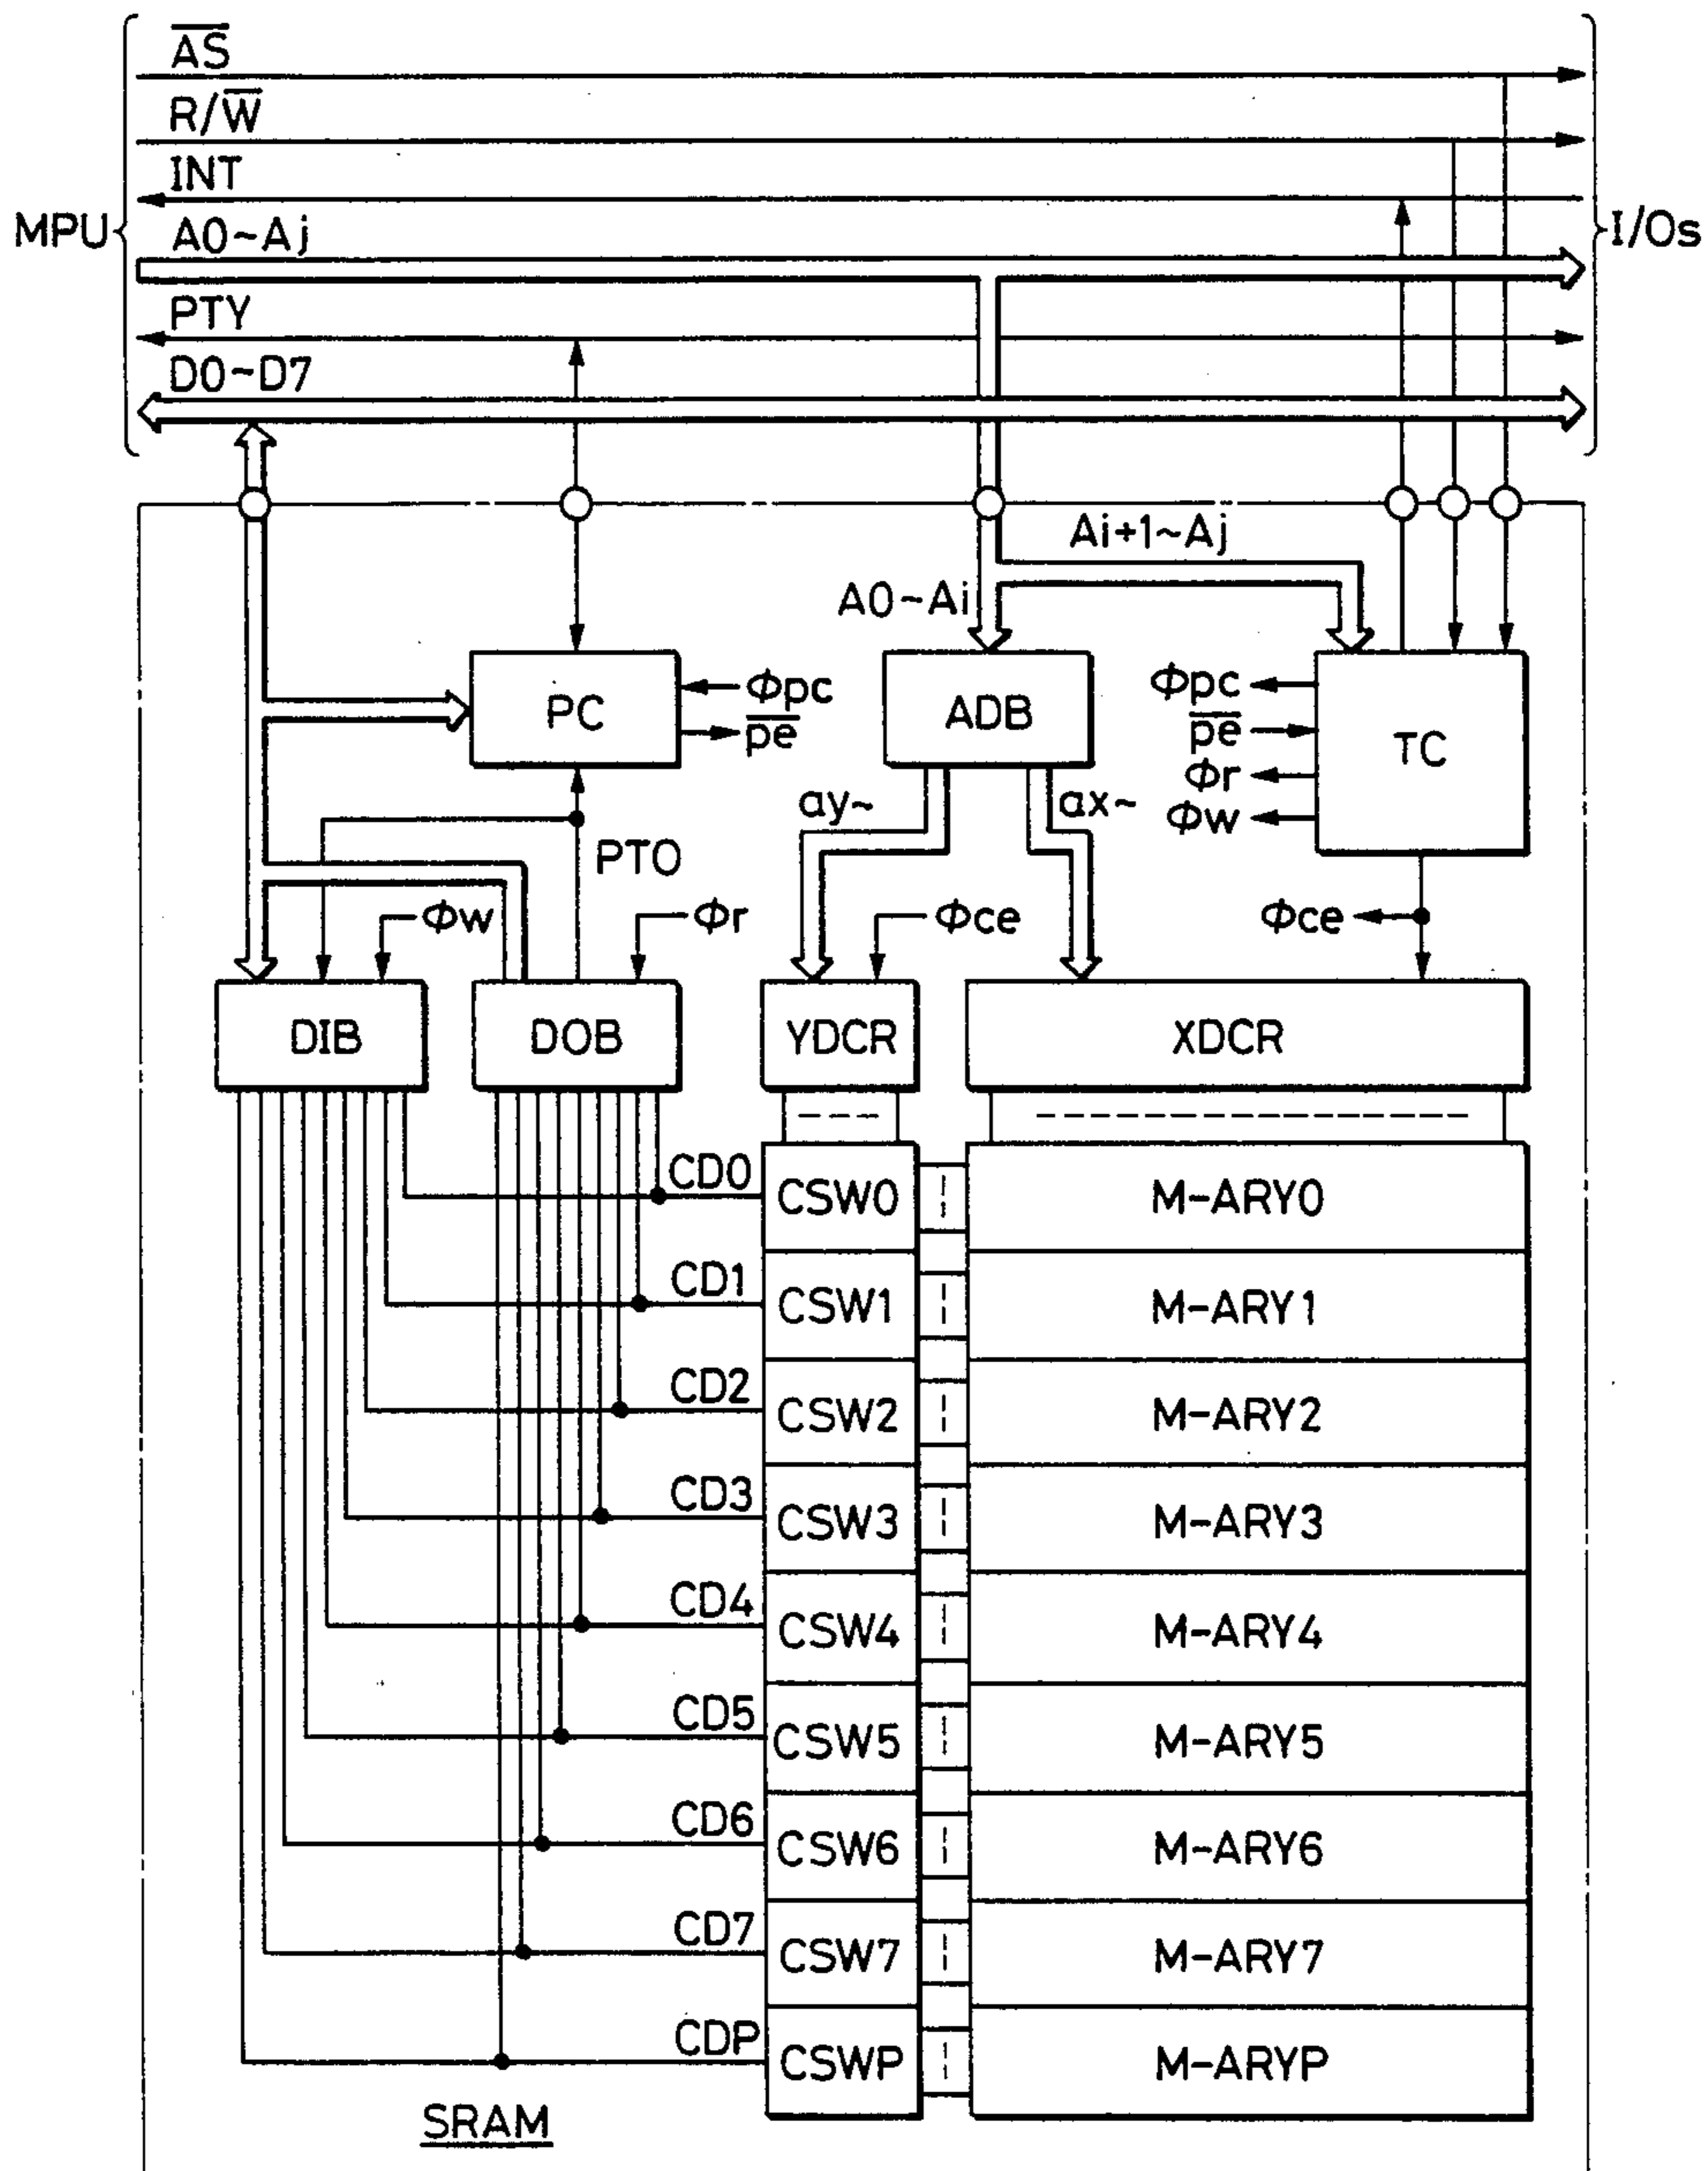 A̅S̅
R/W̅
INT
MPU
A0~Aj
I/Os
PTY
D0~D7
Ai+1~Aj
A0~Ai
PC
ϕpc
p̅e̅
ADB
ϕpc
p̅e̅
ϕr
ϕw
TC
ay~
ax~
PTO
ϕw
ϕr
ϕce
ϕce
DIB
DOB
YDCR
XDCR
CD0
CSW0
M-ARY0
CD1
CSW1
M-ARY1
CD2
CSW2
M-ARY2
CD3
CSW3
M-ARY3
CD4
CSW4
M-ARY4
CD5
CSW5
M-ARY5
CD6
CSW6
M-ARY6
CD7
CSW7
M-ARY7
CDP
CSWP
M-ARYP
SRAM